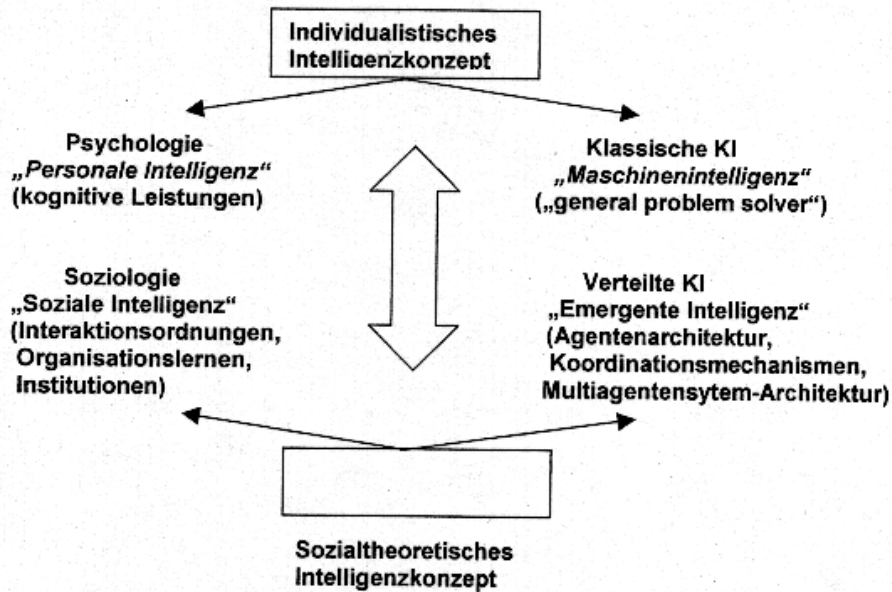 Individualistisches
Intelligenzkonzept
Psychologie
„Personale Intelligenz“
(kognitive Leistungen)
Klassische KI
„Maschinenintelligenz“
(„general problem solver“)
Soziologie
„Soziale Intelligenz“
(Interaktionsordnungen,
Organisationslernen,
Institutionen)
Verteilte KI
„Emergente Intelligenz“
(Agentenarchitektur,
Koordinationsmechanismen,
Multiagentensytem-Architektur)
Sozialtheoretisches
Intelligenzkonzept